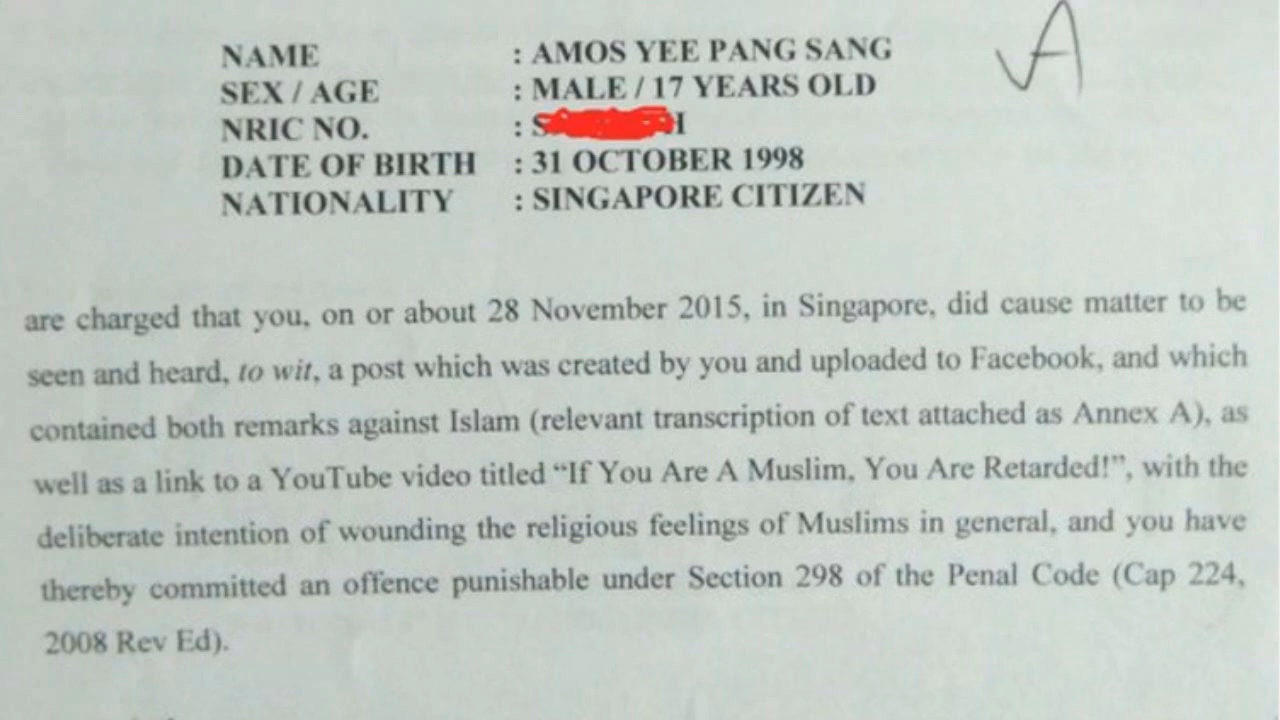 NAME : AMOS YEE PANG SANG
A
SEX / AGE : MALE / 17 YEARS OLD
NRIC NO. : S I
DATE OF BIRTH : 31 OCTOBER 1998
NATIONALITY : SINGAPORE CITIZEN
are charged that you, on or about 28 November 2015, in Singapore, did cause matter to be
seen and heard, to wit, a post which was created by you and uploaded to Facebook, and which
contained both remarks against Islam (relevant transcription of text attached as Annex A), as
well as a link to a YouTube video titled “If You Are A Muslim, You Are Retarded!”, with the
deliberate intention of wounding the religious feelings of Muslims in general, and you have
thereby committed an offence punishable under Section 298 of the Penal Code (Cap 224,
2008 Rev Ed).